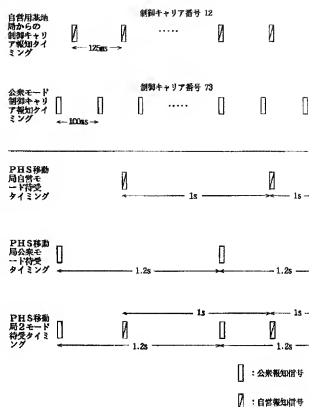 自営用基地
局からの
制御キャリ
ア報知タイ
ミング
制御キャリア番号 12
125ms
公衆モード
制御キャリ
ア報知タイ
ミング
制御キャリア番号 73
100ms
PHS移動
局自営モ
ード待受
タイミング
1s
1s
PHS移動
局公衆モ
ード待受
タイミング
1.2s
1.2s
PHS移動
局2モード
待受タイミ
ング
1s
1s
1.2s
1.2s
:公衆報知信号
:自営報知信号